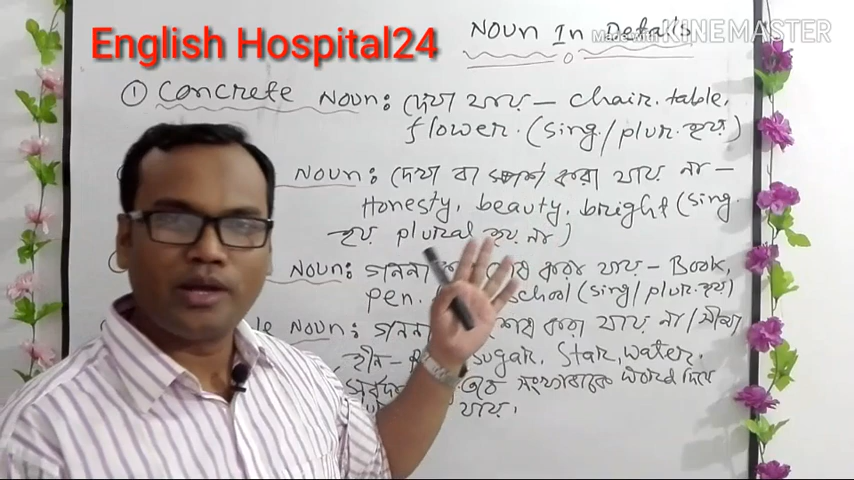 English Hospital24
Noun In Details
Made with KINEMASTER
① Concrete Noun: দেখা যায় — chair. table,
flower. (sing/plur. হয়)
Noun: দেখা বা স্পর্শ করা যায় না —
Honesty, beauty, bright (sing.
হয় plural হয় না)
Noun: গননা শেষ করা যায় — Book,
pen. school (sing/plur. হয়)
Noun: গননা শেষ করা যায় না / সীমা
হীন — sugar, Star, water.
সংখ্যাবাচক word দিয়ে
যায়.